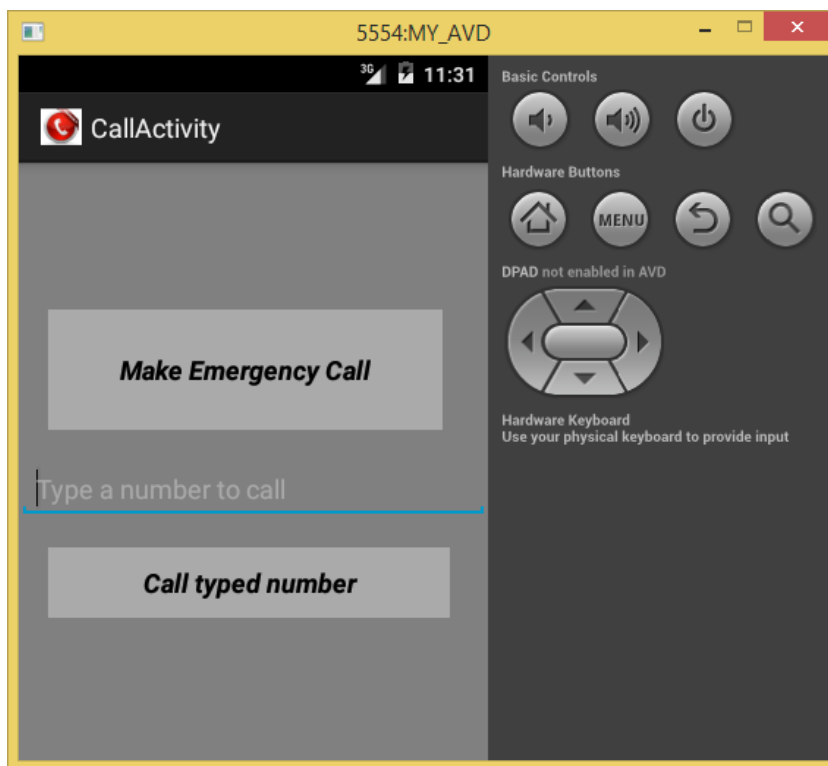 5554:MY_AVD
3G 11:31
CallActivity
Make Emergency Call
Type a number to call
Call typed number
Basic Controls
Hardware Buttons
MENU
DPAD not enabled in AVD
Hardware Keyboard
Use your physical keyboard to provide input